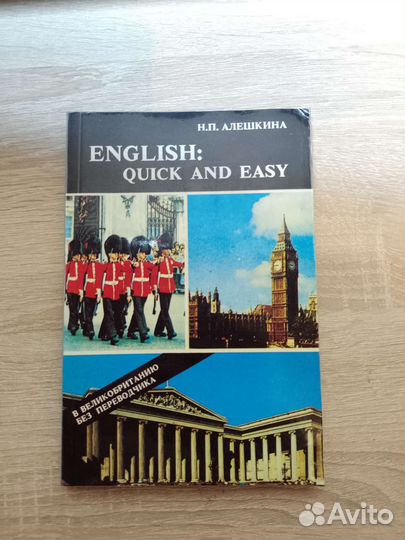 Н.П. АЛЕШКИНА
ENGLISH:
QUICK AND EASY
В ВЕЛИКОБРИТАНИЮ
БЕЗ ПЕРЕВОДЧИКА
Avito